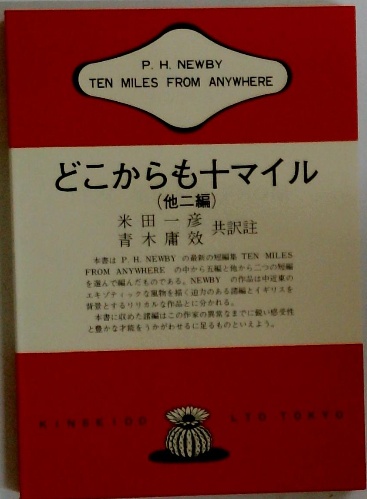 P. H. NEWBY
TEN MILES FROM ANYWHERE
どこからも十マイル
(他二編)
米田一彦
青木庸效
共訳註
本書は P. H. NEWBY の最新の短編集 TEN MILES
FROM ANYWHERE の中から五編と他から二つの短編
を選んで編んだものである。NEWBY の作品は中近東の
エキゾティックな風物を描く迫力のある諸編とイギリスを
背景とするリリカルな作品とに分かれる。
本書に収めた諸編はこの作家の異常なまでに鋭い感受性
と豊かな才能をうかがわせるに足るものといえよう。
KINSEIDO LTD TOKYO